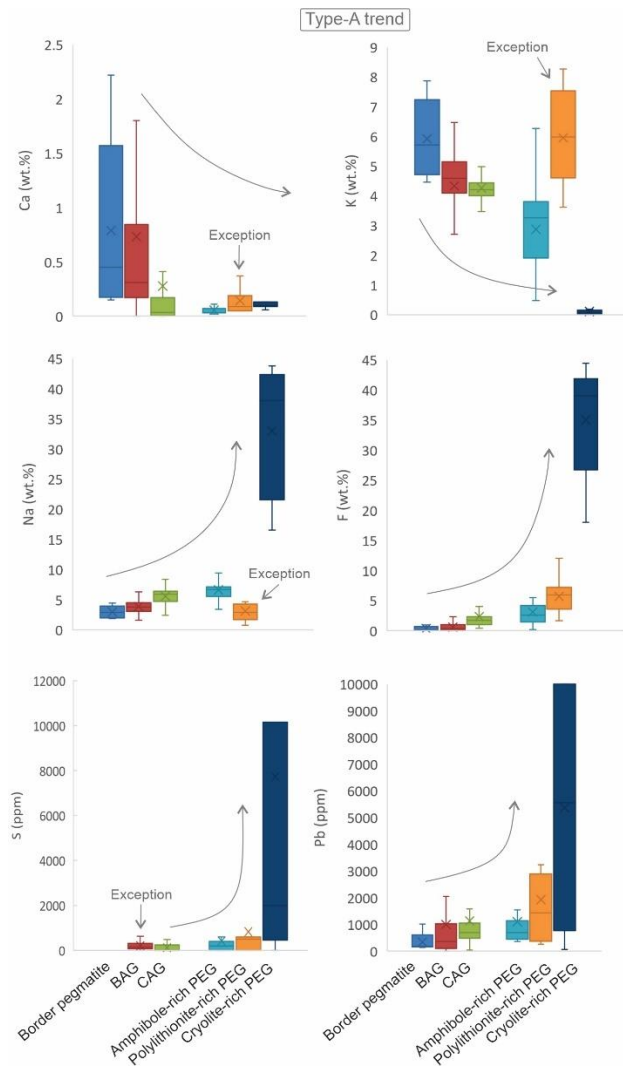 Type-A trend
2.5
2
1.5
1
0.5
0
Ca (wt.%)
Exception
9
8
7
6
5
4
3
2
1
0
K (wt.%)
Exception
45
40
35
30
25
20
15
10
5
0
Na (wt.%)
Exception
45
40
35
30
25
20
15
10
5
0
F (wt.%)
12000
10000
8000
6000
4000
2000
0
S (ppm)
Exception
Border pegmatite
BAG
CAG
Amphibole-rich PEG
Polylithionite-rich PEG
Cryolite-rich PEG
10000
9000
8000
7000
6000
5000
4000
3000
2000
1000
0
Pb (ppm)
Border pegmatite
BAG
CAG
Amphibole-rich PEG
Polylithionite-rich PEG
Cryolite-rich PEG